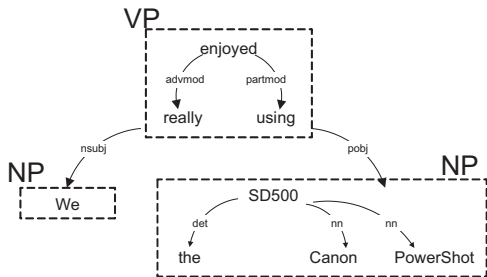 VP
enjoyed
advmod partmod
really using
nsubj pobj
NP NP
We
SD500
det nn nn
the Canon PowerShot